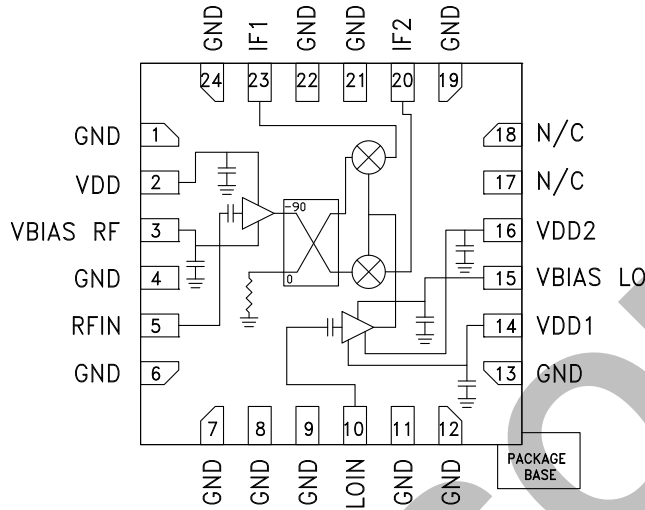 GND IF1 GND GND IF2 GND
24 23 22 21 20 19
GND 1
VDD 2
VBIAS RF 3
GND 4
RFIN 5
GND 6
-90
0
18 N/C
17 N/C
16 VDD2
15 VBIAS LO
14 VDD1
13 GND
7 8 9 10 11 12
GND GND GND LOIN GND GND
PACKAGE
BASE